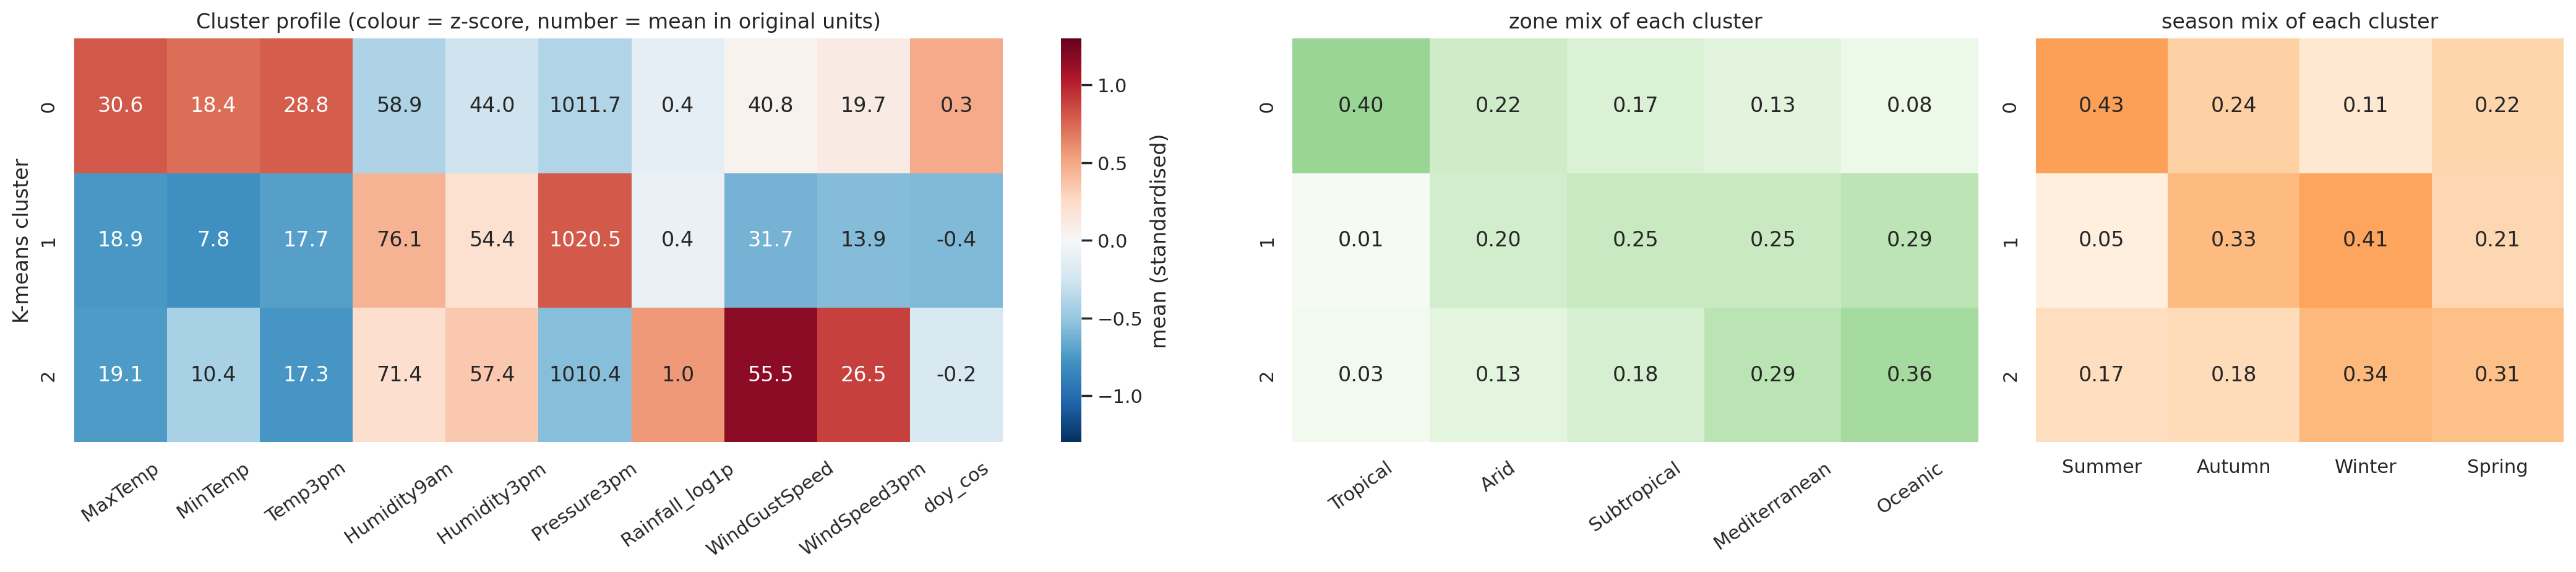 Cluster profile (colour = z-score, number = mean in original units)
K-means cluster
0 30.6 18.4 28.8 58.9 44.0 1011.7 0.4 40.8 19.7 0.3
1 18.9 7.8 17.7 76.1 54.4 1020.5 0.4 31.7 13.9 -0.4
2 19.1 10.4 17.3 71.4 57.4 1010.4 1.0 55.5 26.5 -0.2
MaxTemp MinTemp Temp3pm Humidity9am Humidity3pm Pressure3pm Rainfall_log1p WindGustSpeed WindSpeed3pm doy_cos
1.0
0.5
0.0
−0.5
−1.0
mean (standardised)
zone mix of each cluster
0 0.40 0.22 0.17 0.13 0.08
1 0.01 0.20 0.25 0.25 0.29
2 0.03 0.13 0.18 0.29 0.36
Tropical Arid Subtropical Mediterranean Oceanic
season mix of each cluster
0 0.43 0.24 0.11 0.22
1 0.05 0.33 0.41 0.21
2 0.17 0.18 0.34 0.31
Summer Autumn Winter Spring